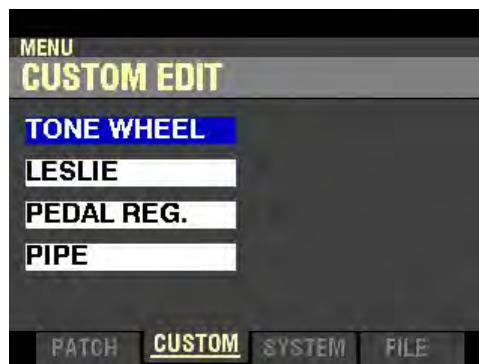 MENU
CUSTOM EDIT
TONE WHEEL
LESLIE
PEDAL REG.
PIPE
PATCH CUSTOM SYSTEM FILE